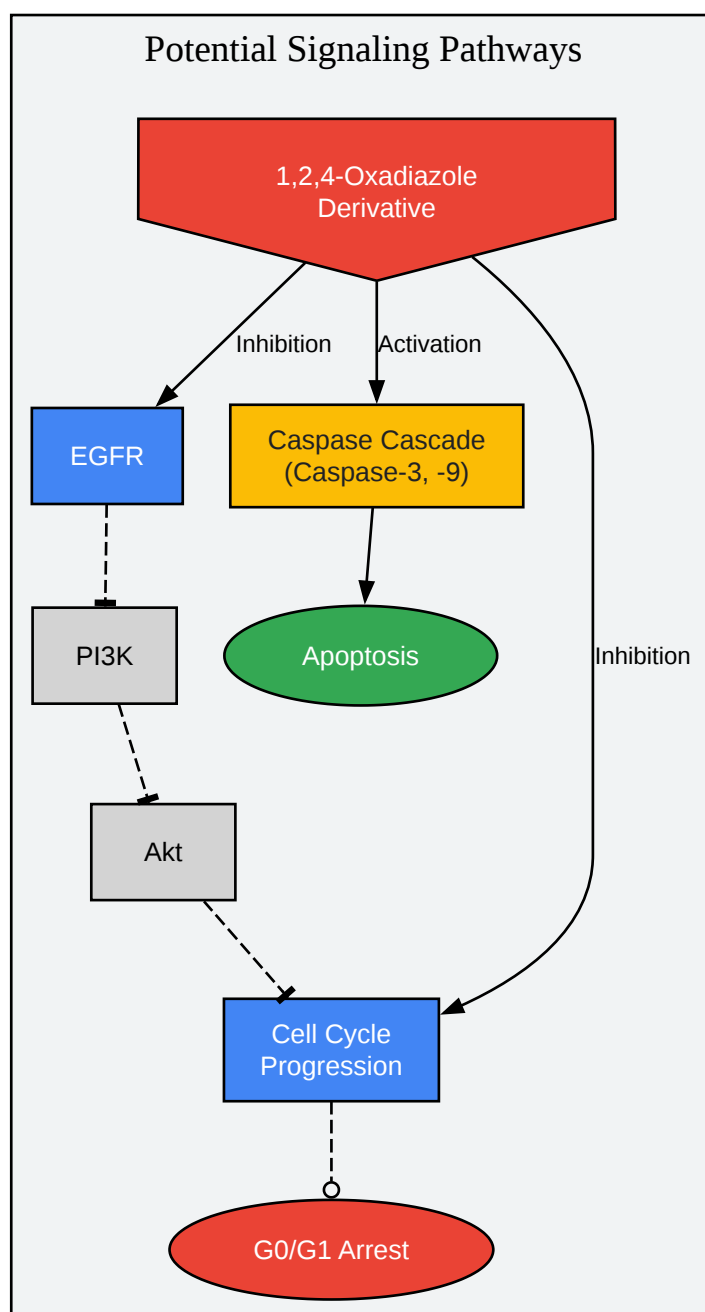 Potential Signaling Pathways
1,2,4-Oxadiazole
Derivative
Inhibition
Activation
EGFR
Caspase Cascade
(Caspase-3, -9)
PI3K
Apoptosis
Inhibition
Akt
Cell Cycle
Progression
G0/G1 Arrest